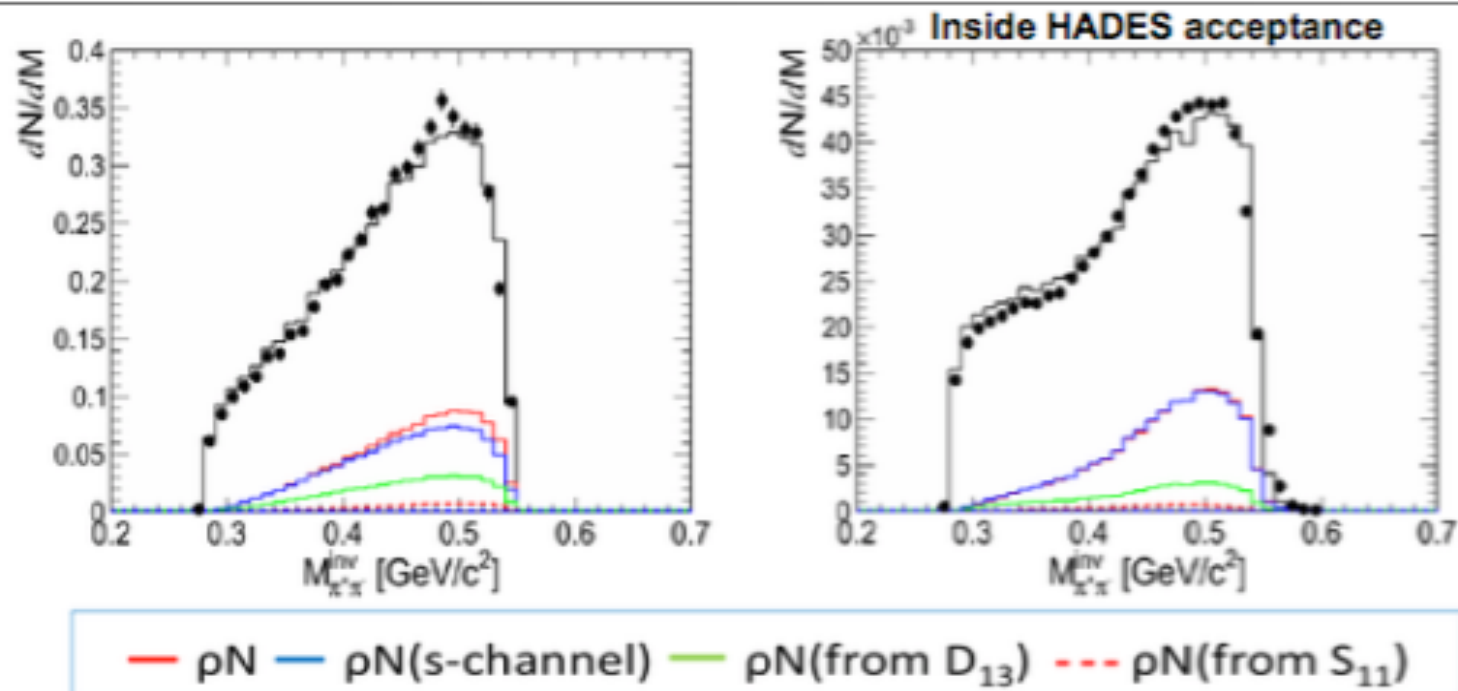 Inside HADES acceptance
dN/dM
0.4
0.35
0.3
0.25
0.2
0.15
0.1
0.05
0
0.2 0.3 0.4 0.5 0.6 0.7
M^{inv}_{π⁺π⁻} [GeV/c²]
×10⁻³
dN/dM
50
45
40
35
30
25
20
15
10
5
0
0.2 0.3 0.4 0.5 0.6 0.7
M^{inv}_{π⁺π⁻} [GeV/c²]
ρN ρN(s-channel) ρN(from D₁₃) ρN(from S₁₁)